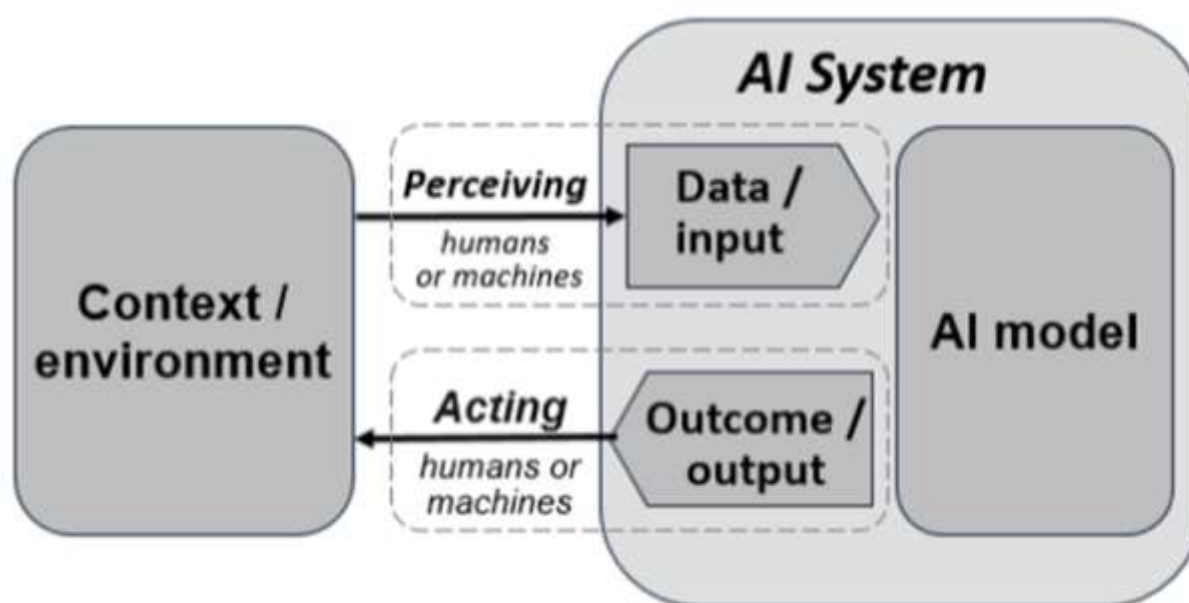 AI System
Context /
environment
Perceiving
humans
or machines
Data /
input
AI model
Acting
humans or
machines
Outcome /
output